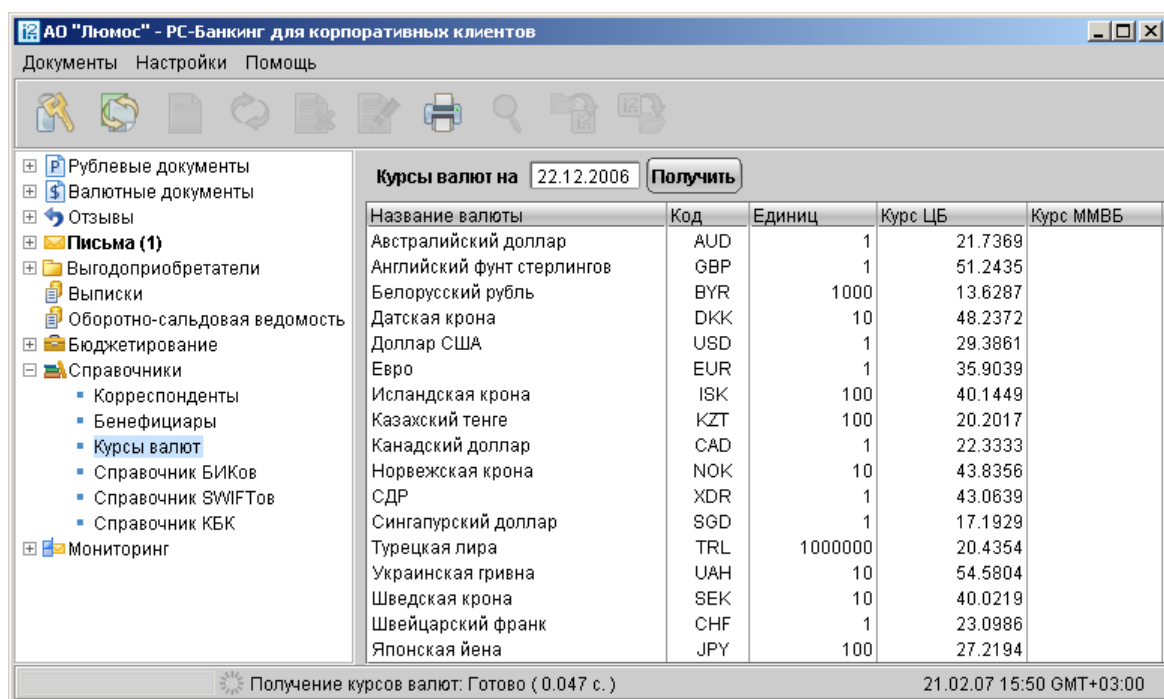 АО "Люмос" - РС-Банкинг для корпоративных клиентов
Документы Настройки Помощь
Рублевые документы
Валютные документы
Отзывы
Письма (1)
Выгодоприобретатели
Выписки
Оборотно-сальдовая ведомость
Бюджетирование
Справочники
Корреспонденты
Бенефициары
Курсы валют
Справочник БИКов
Справочник SWIFTов
Справочник КБК
Мониторинг
Курсы валют на 22.12.2006 Получить
Название валюты Код Единиц Курс ЦБ Курс ММВБ
Австралийский доллар AUD 1 21.7369
Английский фунт стерлингов GBP 1 51.2435
Белорусский рубль BYR 1000 13.6287
Датская крона DKK 10 48.2372
Доллар США USD 1 29.3861
Евро EUR 1 35.9039
Исландская крона ISK 100 40.1449
Казахский тенге KZT 100 20.2017
Канадский доллар CAD 1 22.3333
Норвежская крона NOK 10 43.8356
СДР XDR 1 43.0639
Сингапурский доллар SGD 1 17.1929
Турецкая лира TRL 1000000 20.4354
Украинская гривна UAH 10 54.5804
Шведская крона SEK 10 40.0219
Швейцарский франк CHF 1 23.0986
Японская йена JPY 100 27.2194
Получение курсов валют: Готово ( 0.047 с. ) 21.02.07 15:50 GMT+03:00